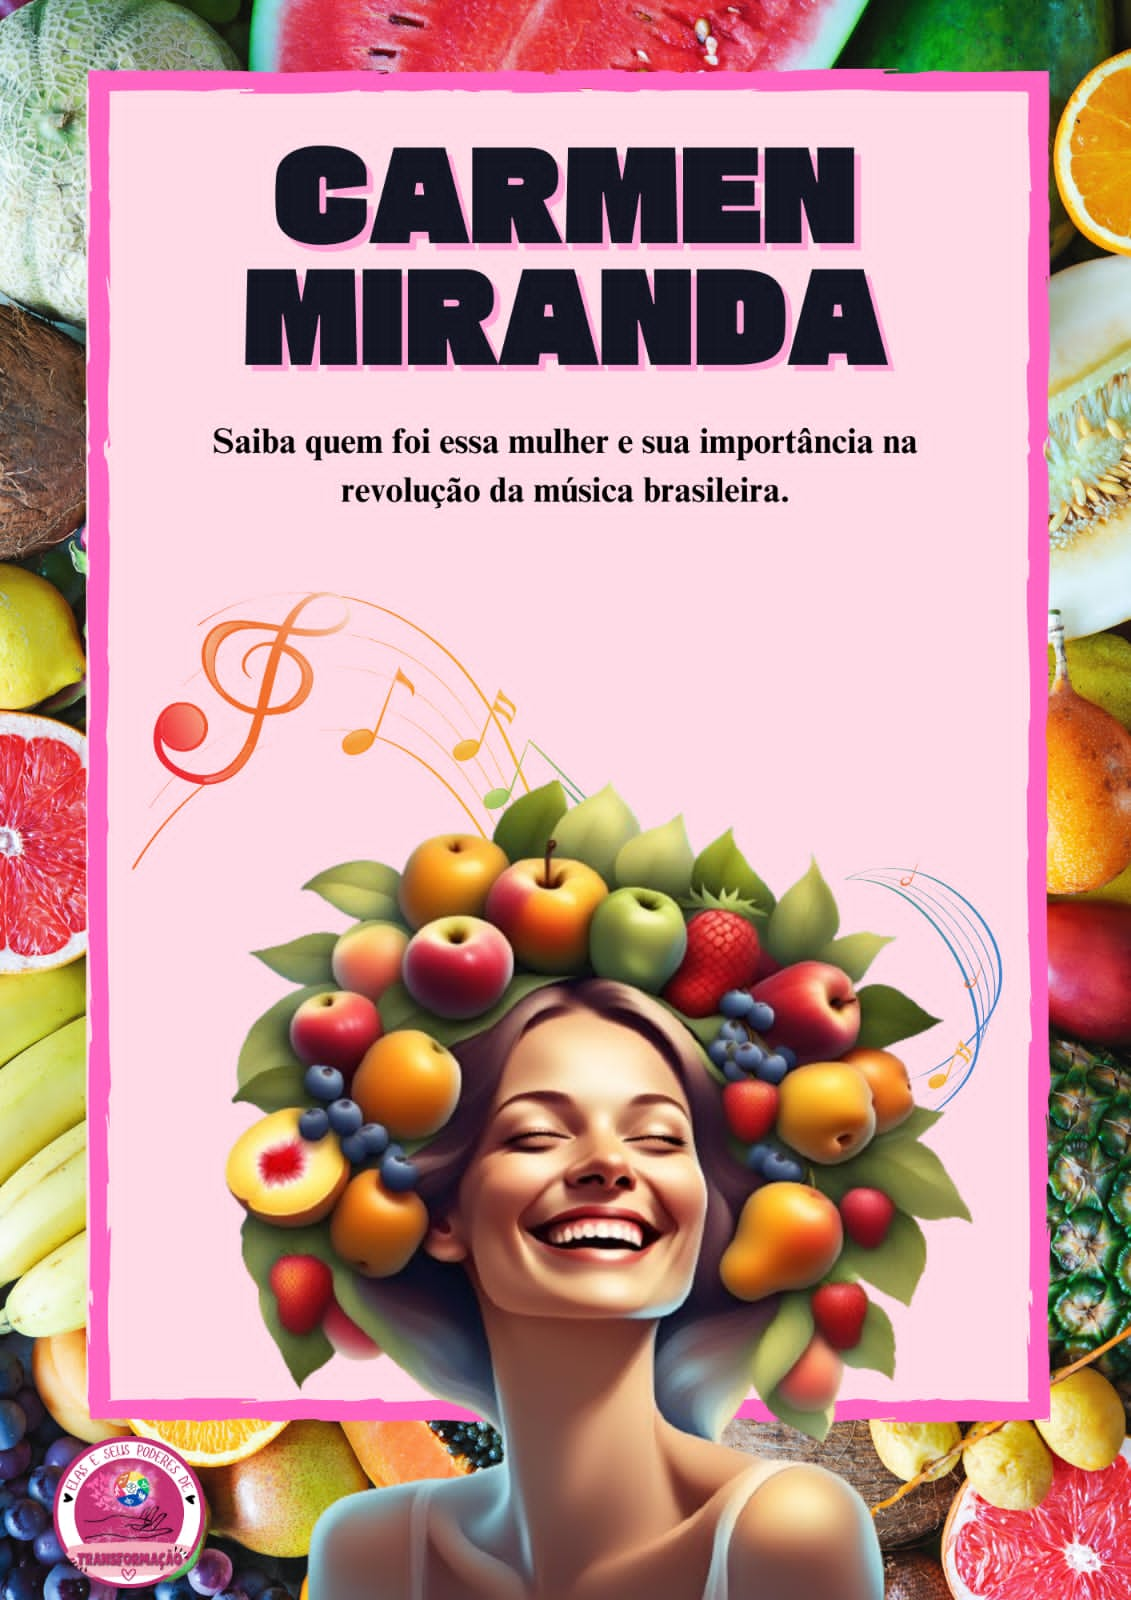 CARMEN
MIRANDA
Saiba quem foi essa mulher e sua importância na
revolução da música brasileira.
ELAS E SEUS PODERES DE
TRANSFORMAÇÃO